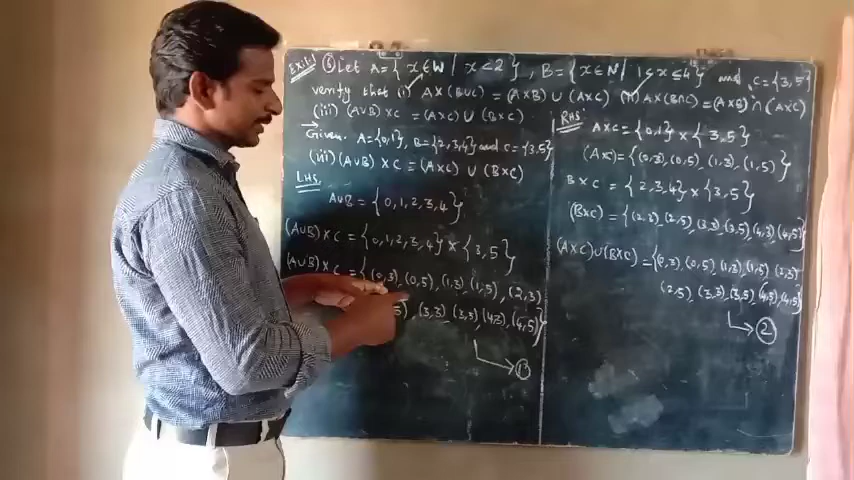 EX:1.1 ⑥ Let A = { x ∈ W | x < 2 } , B = { x ∈ N | 1 < x ≤ 4 } and C = { 3, 5 }
verify that (i) A×(B∪C) = (A×B) ∪ (A×C) (ii) A×(B∩C) = (A×B) ∩ (A×C)
(iii) (A∪B) × C = (A×C) ∪ (B×C)
Given. A = {0,1}, B = {2,3,4} and C = {3,5}
(iii) (A∪B) × C = (A×C) ∪ (B×C)
LHS.
A∪B = {0, 1, 2, 3, 4}
(A∪B) × C = {0, 1, 2, 3, 4} × {3, 5}
(A∪B) × C = {(0,3), (0,5), (1,3), (1,5), (2,3)
, (3,3), (3,5), (4,3), (4,5)}
①
RHS
A×C = {0,1} × {3,5}
(A×C) = {(0,3), (0,5), (1,3), (1,5)}
B×C = {2,3,4} × {3,5}
(B×C) = {(2,3), (2,5), (3,3), (3,5), (4,3), (4,5)}
(A×C) ∪ (B×C) = {(0,3), (0,5), (1,3), (1,5), (2,3)
(2,5), (3,3), (3,5), (4,3), (4,5)}
②